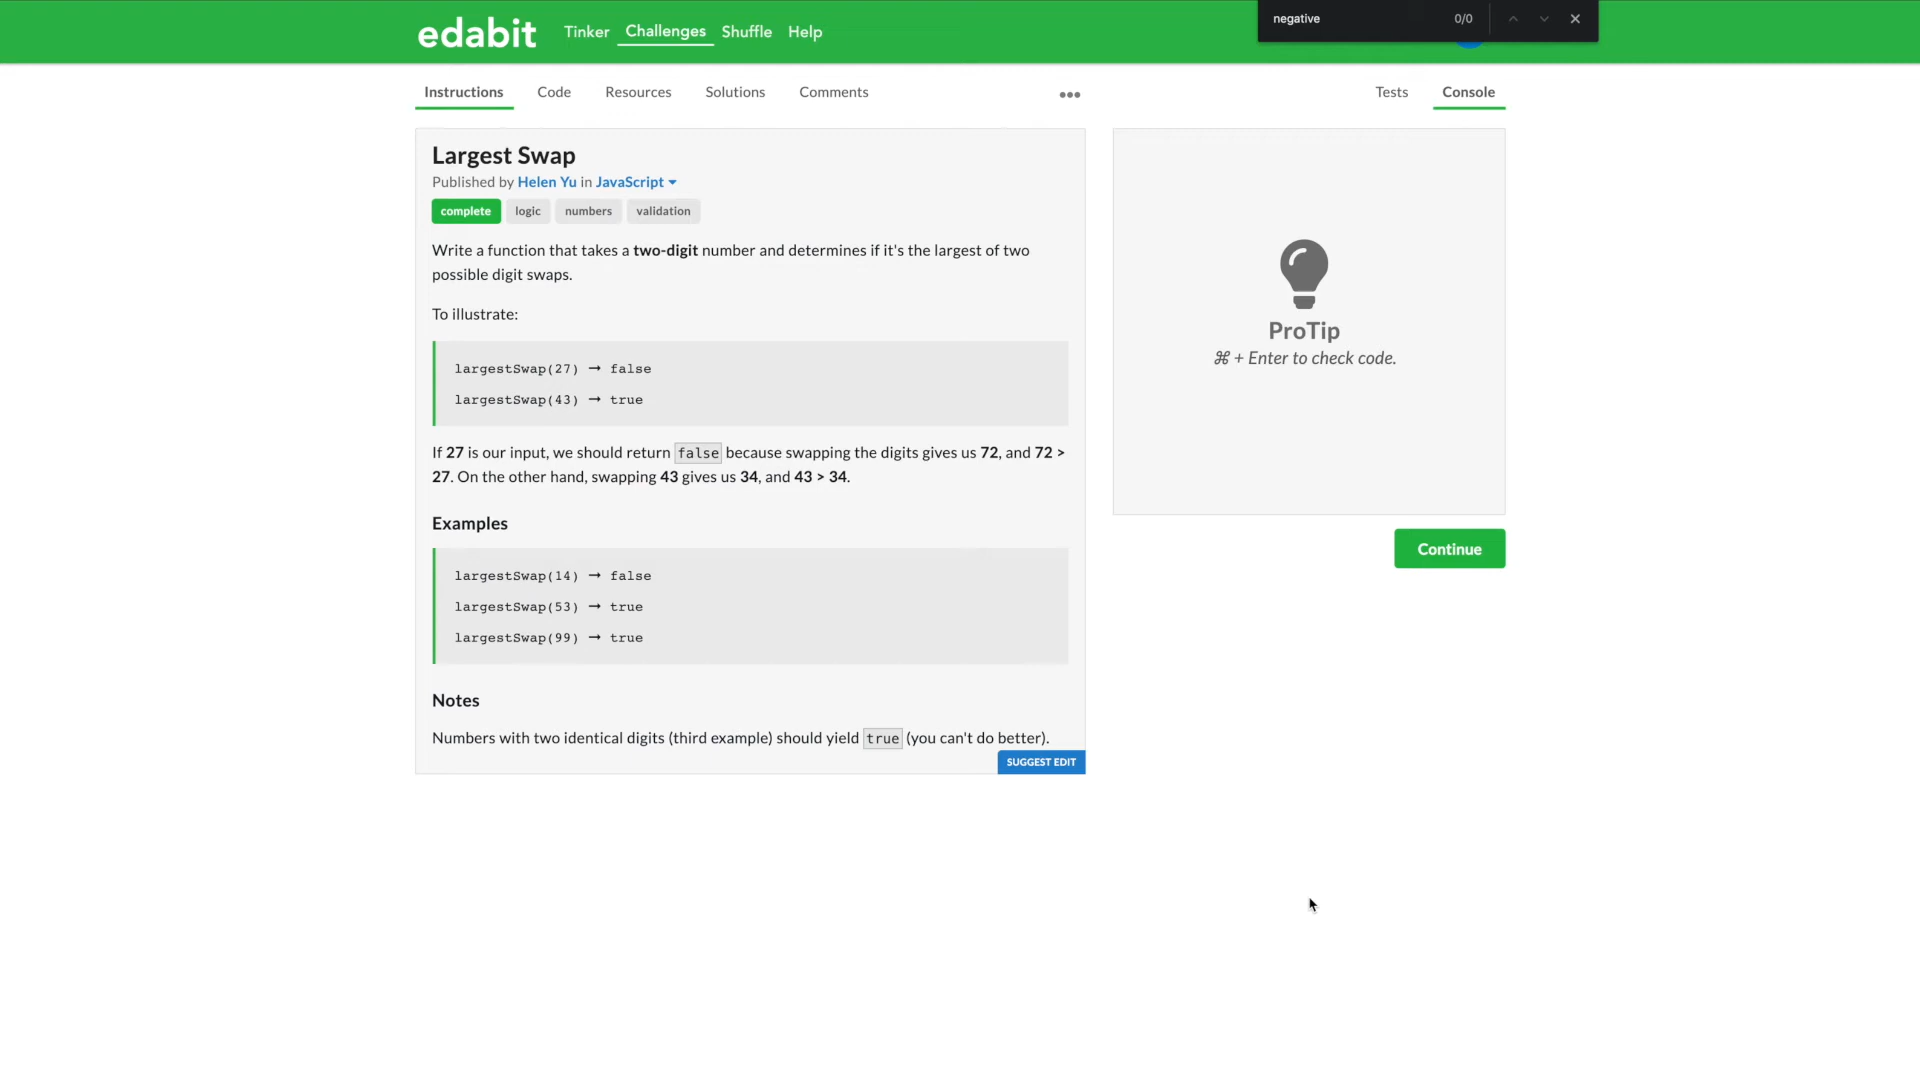 negative 0/0
edabit Tinker Challenges Shuffle Help
Instructions Code Resources Solutions Comments ••• Tests Console
Largest Swap
Published by Helen Yu in JavaScript
complete logic numbers validation
Write a function that takes a two-digit number and determines if it's the largest of two
possible digit swaps.
To illustrate:
largestSwap(27) → false
largestSwap(43) → true
If 27 is our input, we should return false because swapping the digits gives us 72, and 72 >
27. On the other hand, swapping 43 gives us 34, and 43 > 34.
Examples
largestSwap(14) → false
largestSwap(53) → true
largestSwap(99) → true
Notes
Numbers with two identical digits (third example) should yield true (you can't do better).
SUGGEST EDIT
ProTip
⌘ + Enter to check code.
Continue